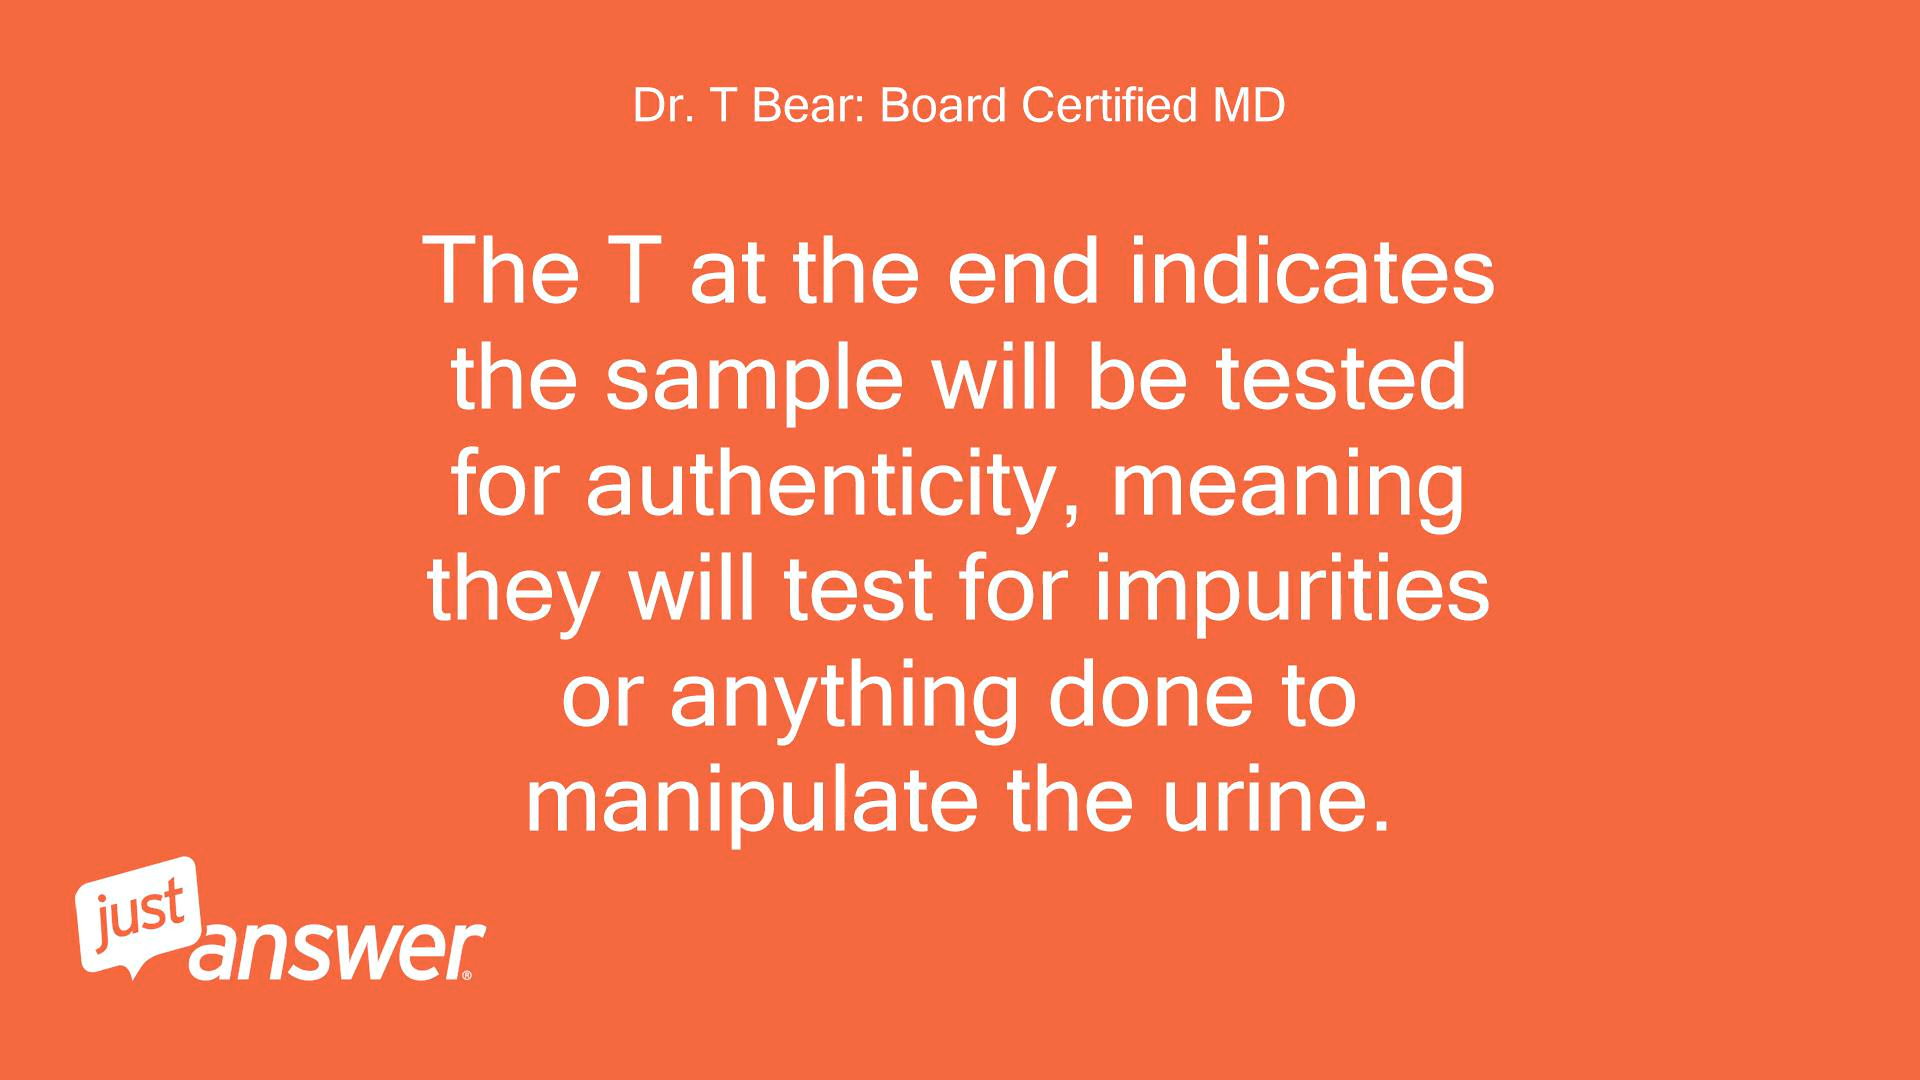 Dr. T Bear: Board Certified MD
The T at the end indicates
the sample will be tested
for authenticity, meaning
they will test for impurities
or anything done to
manipulate the urine.
just
answer®